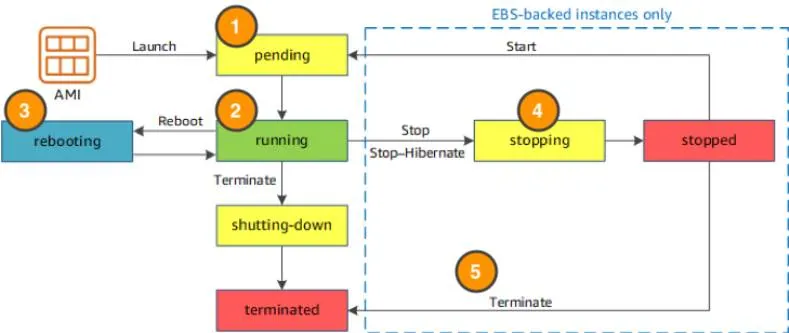 EBS-backed instances only
1
Launch
pending
Start
AMI
3
Reboot
2
4
rebooting
running
Stop
Stop–Hibernate
stopping
stopped
Terminate
shutting-down
5
Terminate
terminated